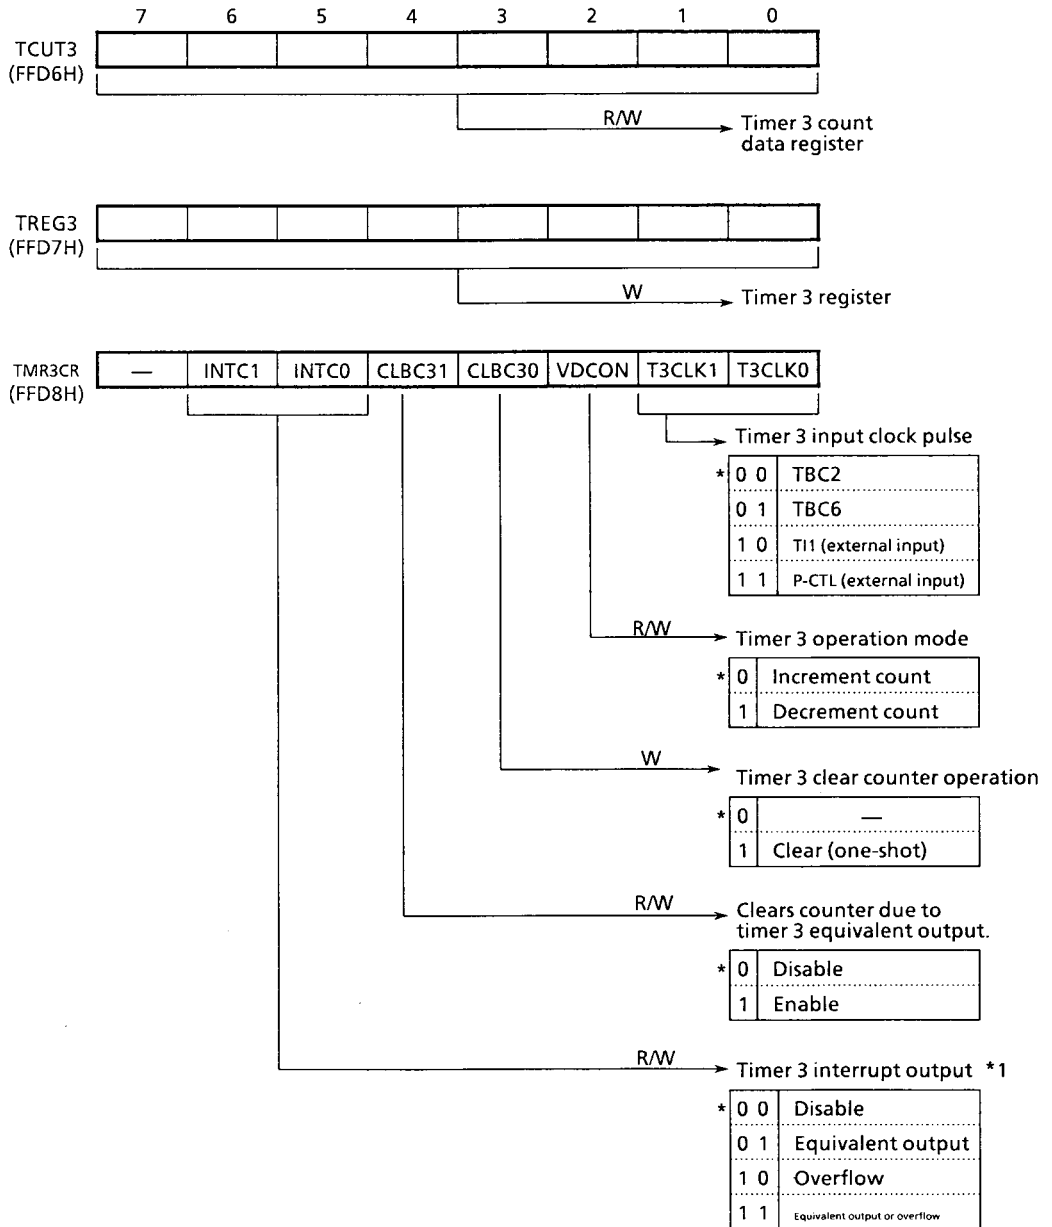 7 6 5 4 3 2 1 0
TCUT3
(FFD6H)
R/W
Timer 3 count
data register
TREG3
(FFD7H)
W
Timer 3 register
TMR3CR
(FFD8H)
— INTC1 INTC0 CLBC31 CLBC30 VDCON T3CLK1 T3CLK0
Timer 3 input clock pulse
* 0 0 TBC2
0 1 TBC6
1 0 TI1 (external input)
1 1 P-CTL (external input)
R/W
Timer 3 operation mode
* 0 Increment count
1 Decrement count
W
Timer 3 clear counter operation
* 0 —
1 Clear (one-shot)
R/W
Clears counter due to
timer 3 equivalent output.
* 0 Disable
1 Enable
R/W
Timer 3 interrupt output *1
* 0 0 Disable
0 1 Equivalent output
1 0 Overflow
1 1 Equivalent output or overflow